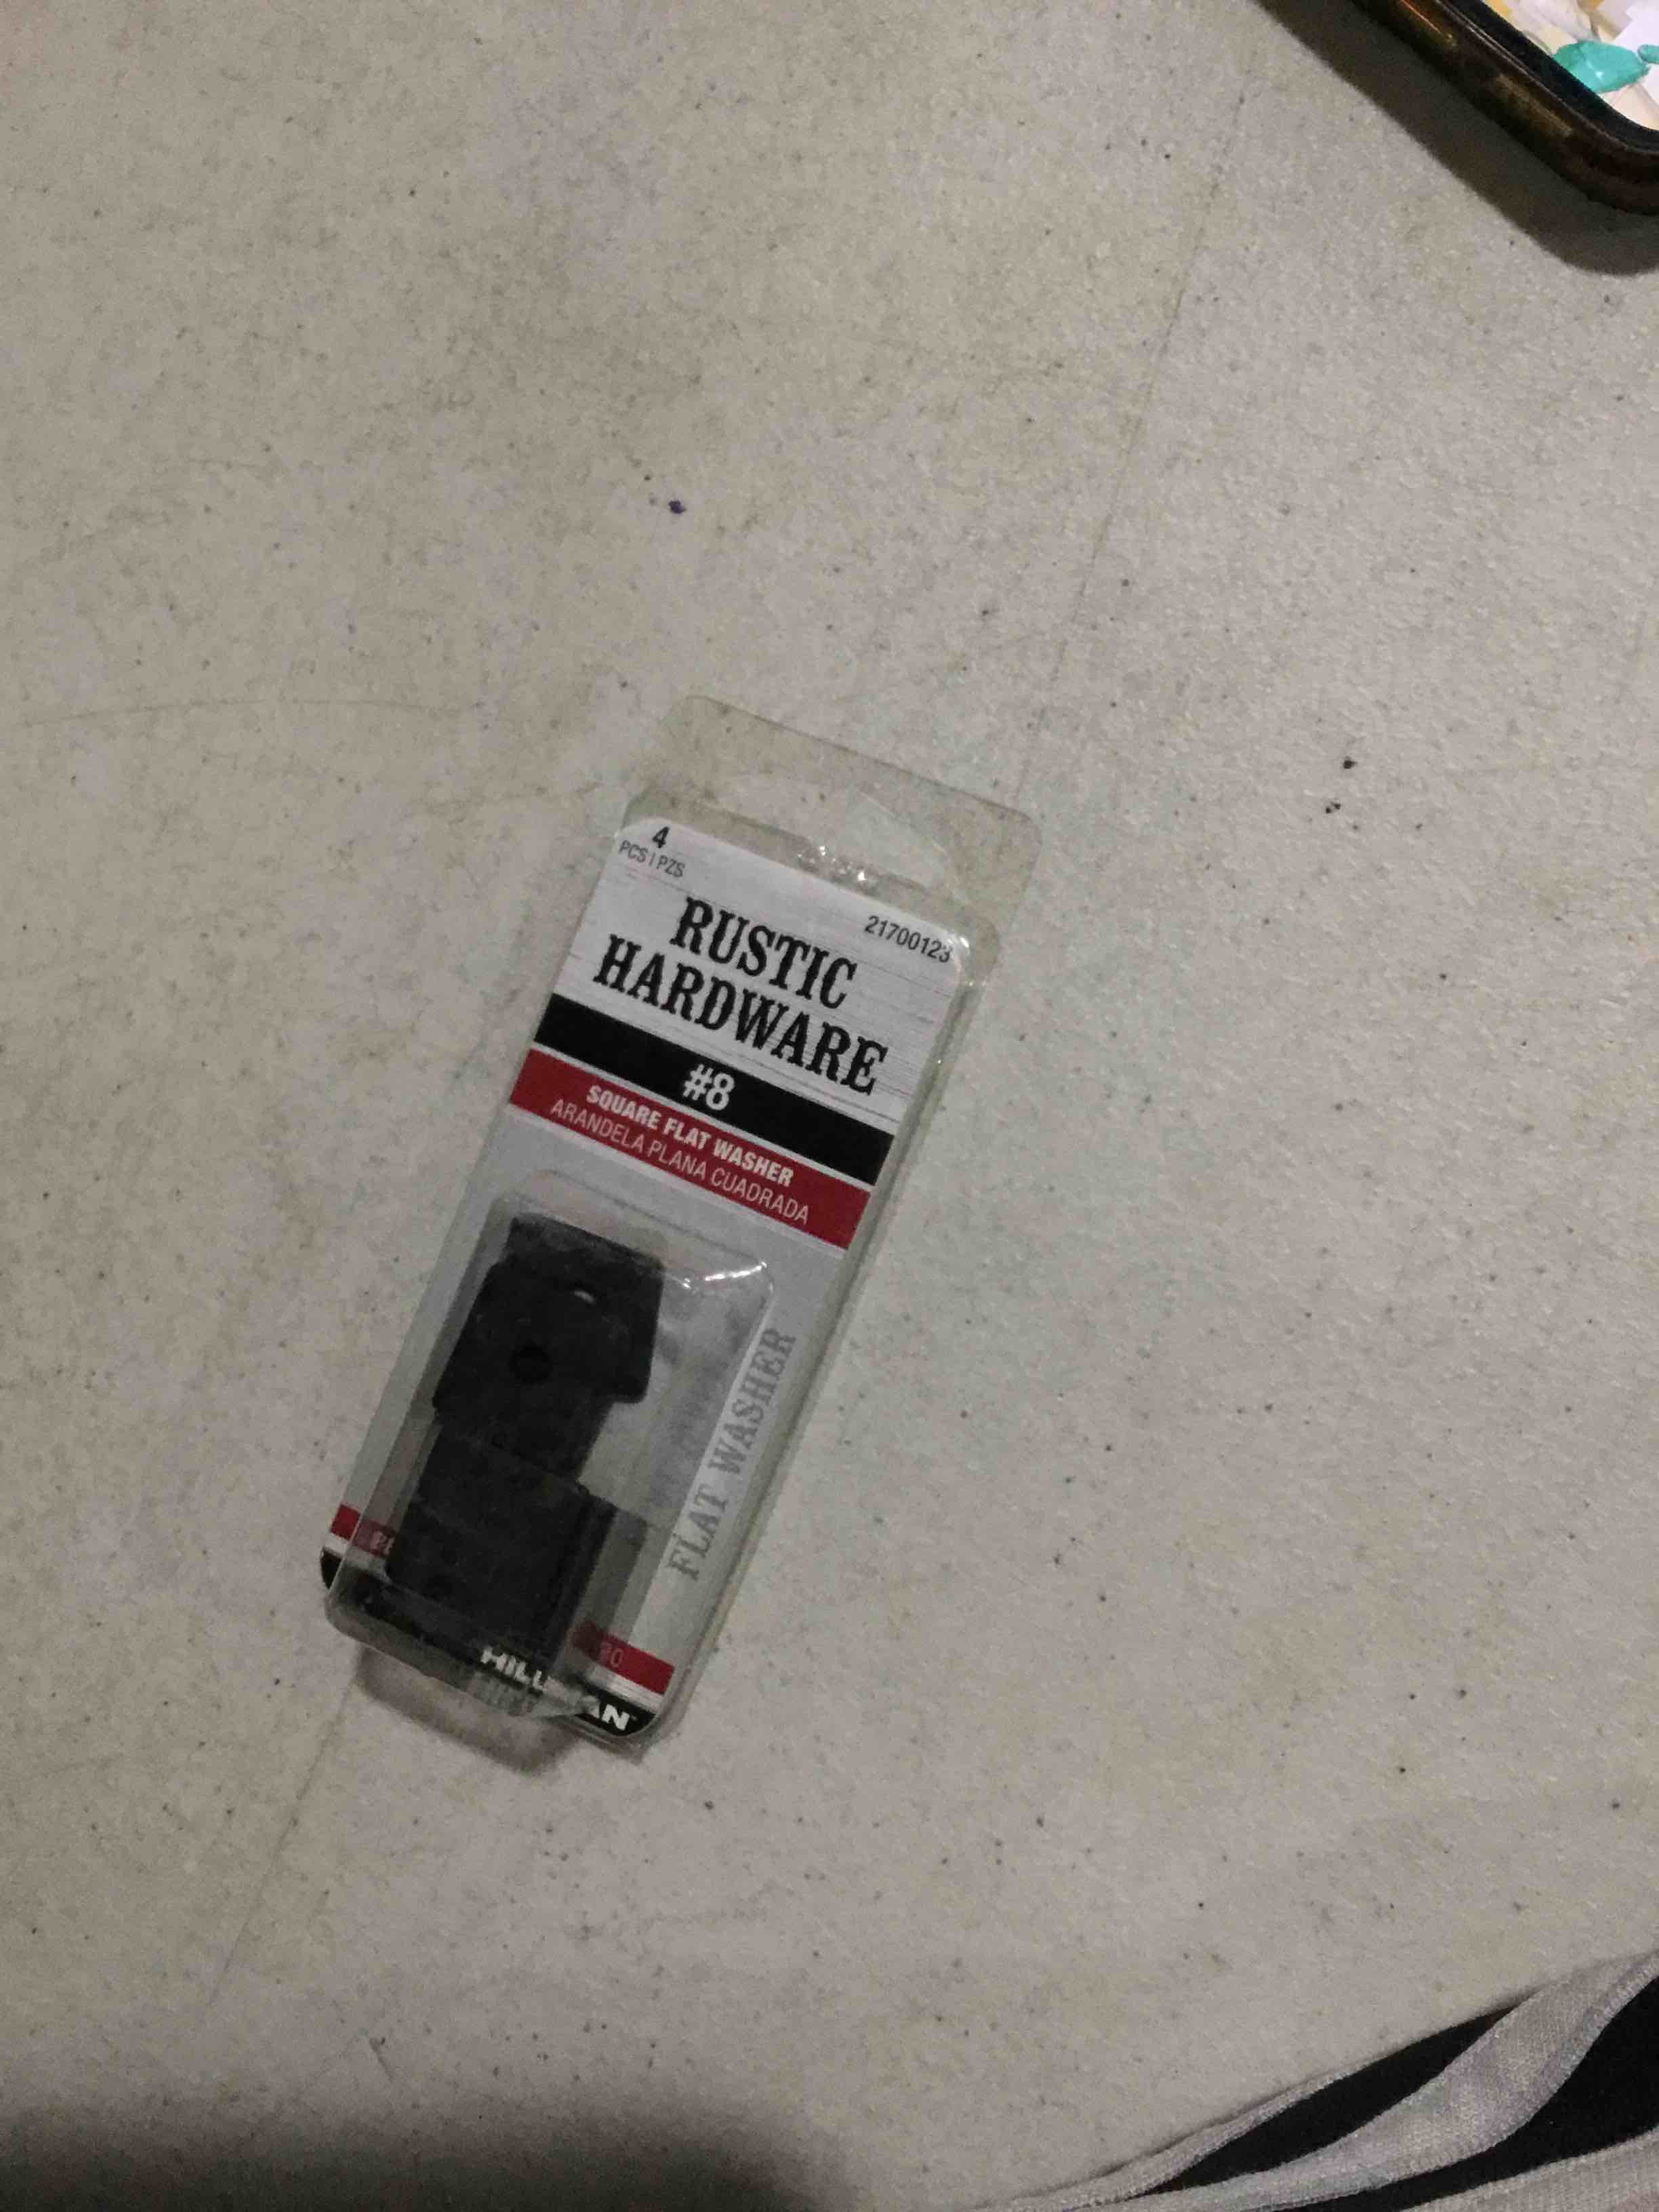 4
PCS | PZS
21700123
RUSTIC
HARDWARE
#8
SQUARE FLAT WASHER
ARANDELA PLANA CUADRADA
FLAT WASHER